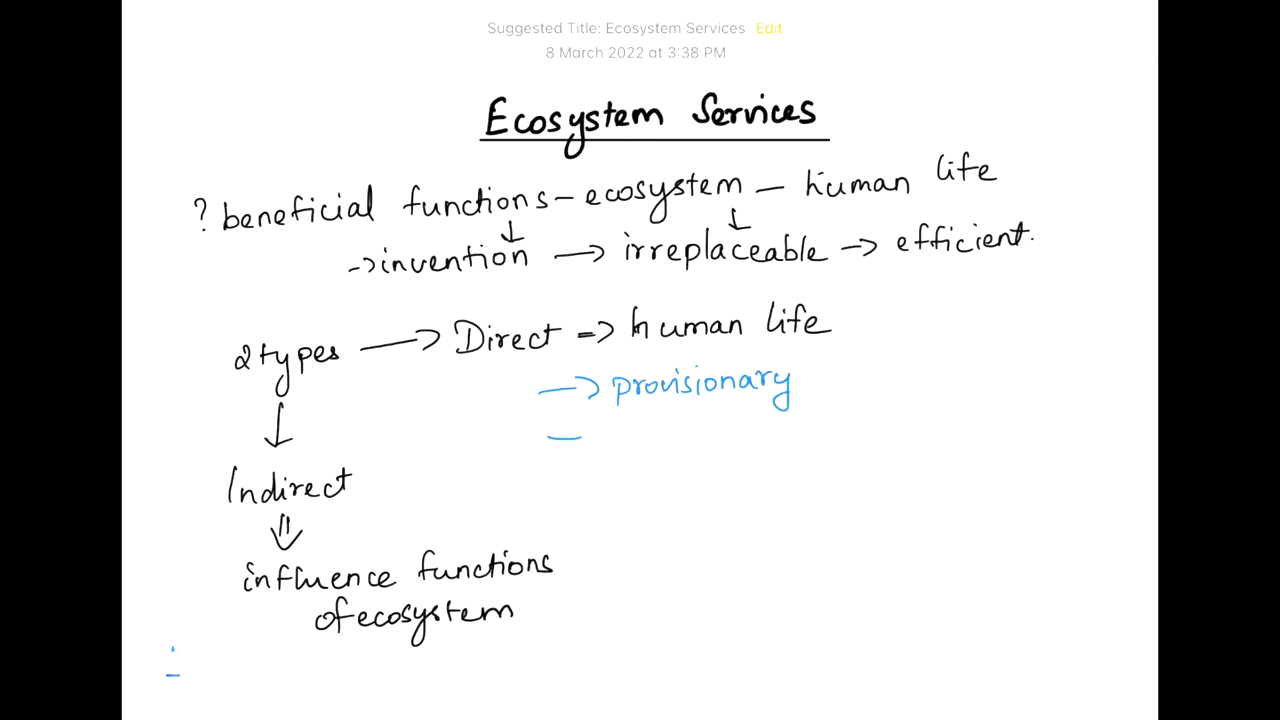 Suggested Title: Ecosystem Services Edit
8 March 2022 at 3:38 PM
Ecosystem Services
? beneficial functions – ecosystem – human life
↓ ↓
→ invention → irreplaceable → efficient.
2 types → Direct => human life
→ provisionary
↓ –
Indirect
⇓
influence functions
of ecosystem